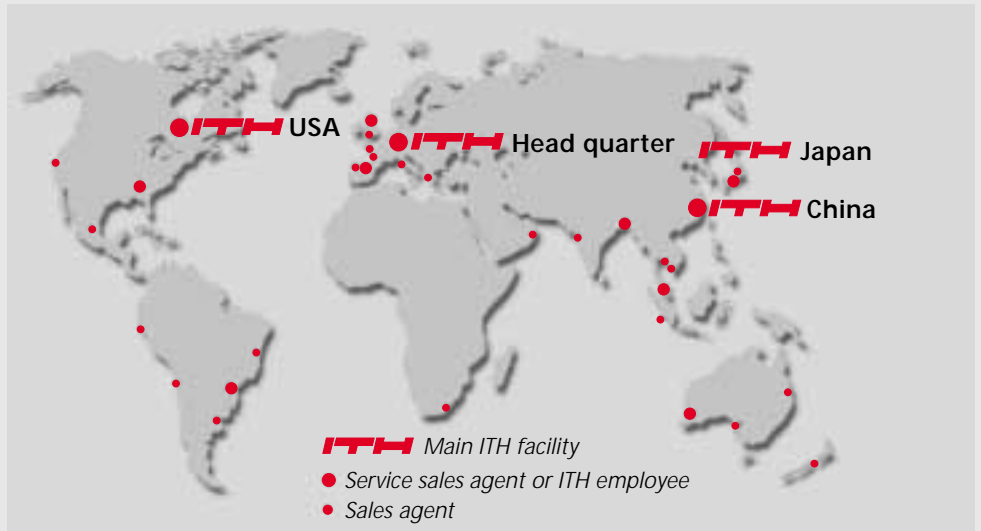 ITH USA
ITH Head quarter
ITH Japan
ITH China
ITH Main ITH facility
Service sales agent or ITH employee
Sales agent